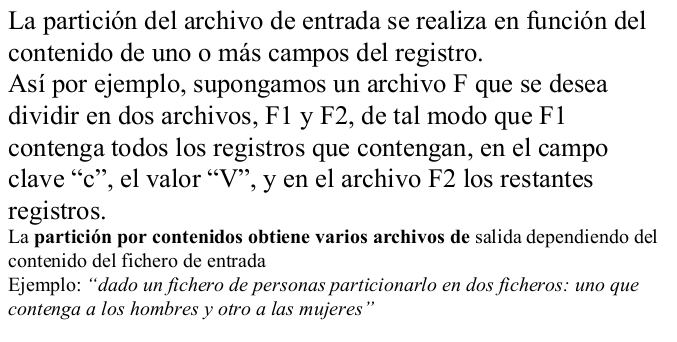 La partición del archivo de entrada se realiza en función del
contenido de uno o más campos del registro.
Así por ejemplo, supongamos un archivo F que se desea
dividir en dos archivos, F1 y F2, de tal modo que F1
contenga todos los registros que contengan, en el campo
clave “c”, el valor “V”, y en el archivo F2 los restantes
registros.
La partición por contenidos obtiene varios archivos de salida dependiendo del
contenido del fichero de entrada
Ejemplo: “dado un fichero de personas particionarlo en dos ficheros: uno que
contenga a los hombres y otro a las mujeres”